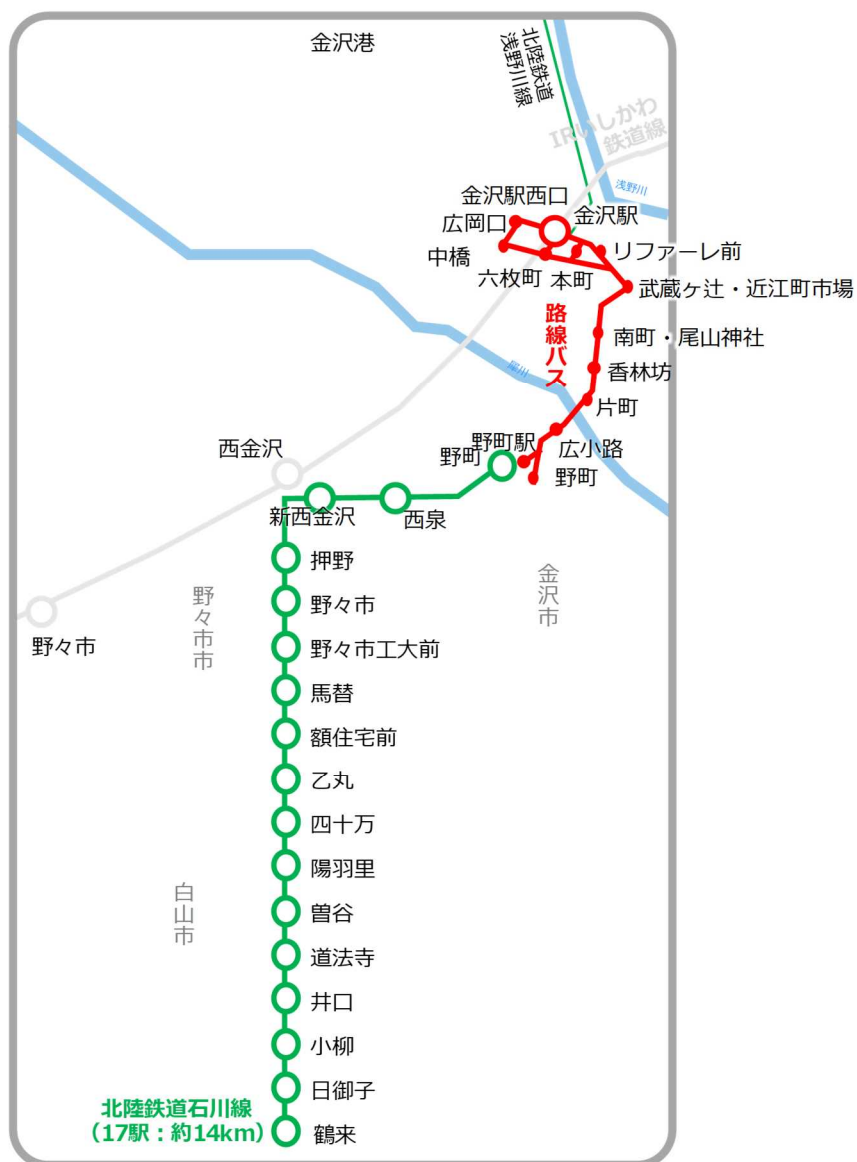 金沢港
北陸鉄道
浅野川線
IRいしかわ
鉄道線
浅野川
金沢駅西口
金沢駅
広岡口
リファーレ前
中橋
六枚町
本町
武蔵ヶ辻・近江町市場
路線バス
南町・尾山神社
香林坊
犀川
片町
広小路
野町駅
野町
野町
西金沢
新西金沢
西泉
押野
金沢市
野々市市
野々市
野々市
野々市工大前
馬替
額住宅前
乙丸
四十万
陽羽里
白山市
曽谷
道法寺
井口
小柳
日御子
北陸鉄道石川線
(17駅:約14km)
鶴来